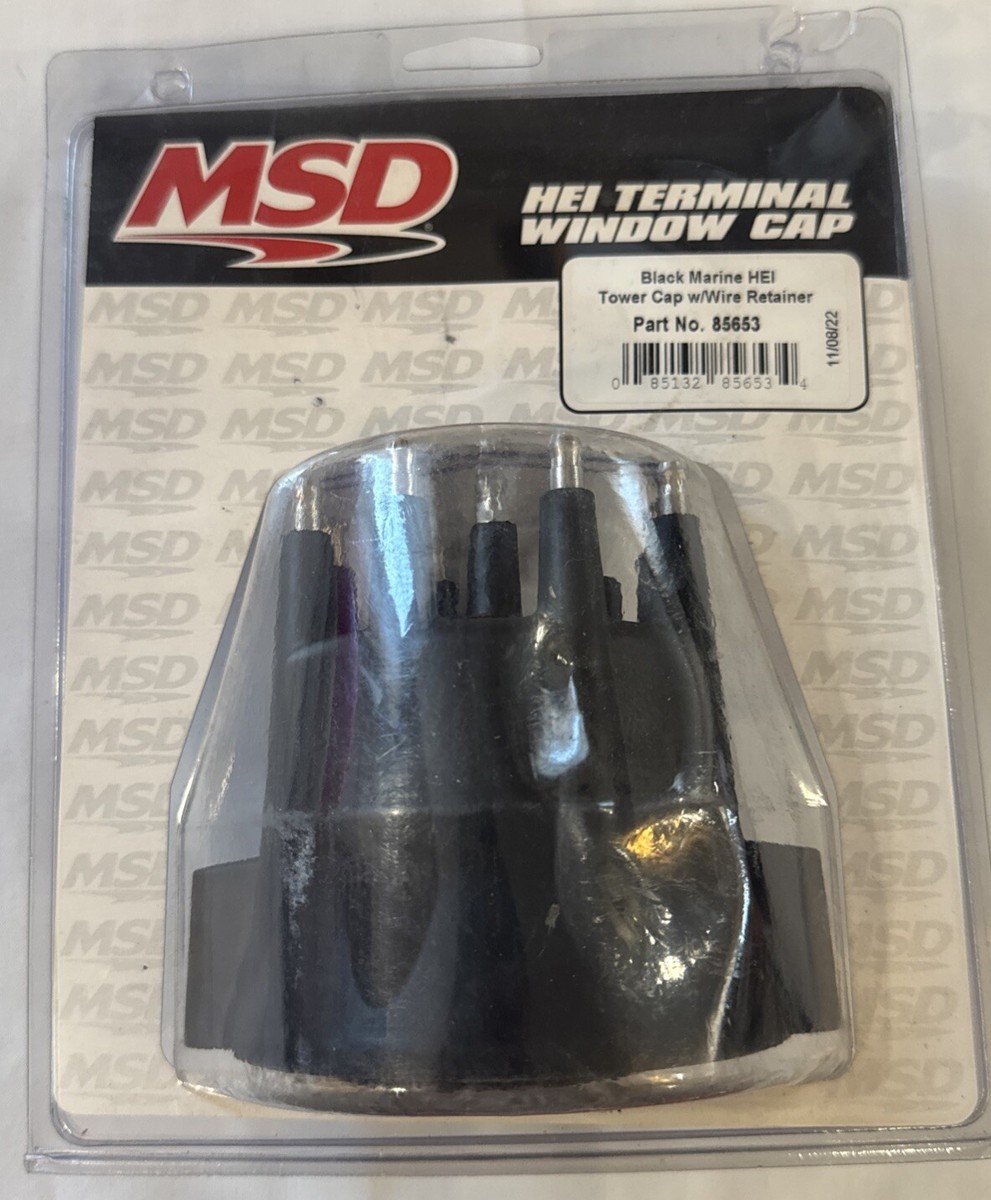 MSD
HEI TERMINAL
WINDOW CAP
Black Marine HEI
Tower Cap w/Wire Retainer
Part No. 85653
11/08/22
0 85132 85653 4